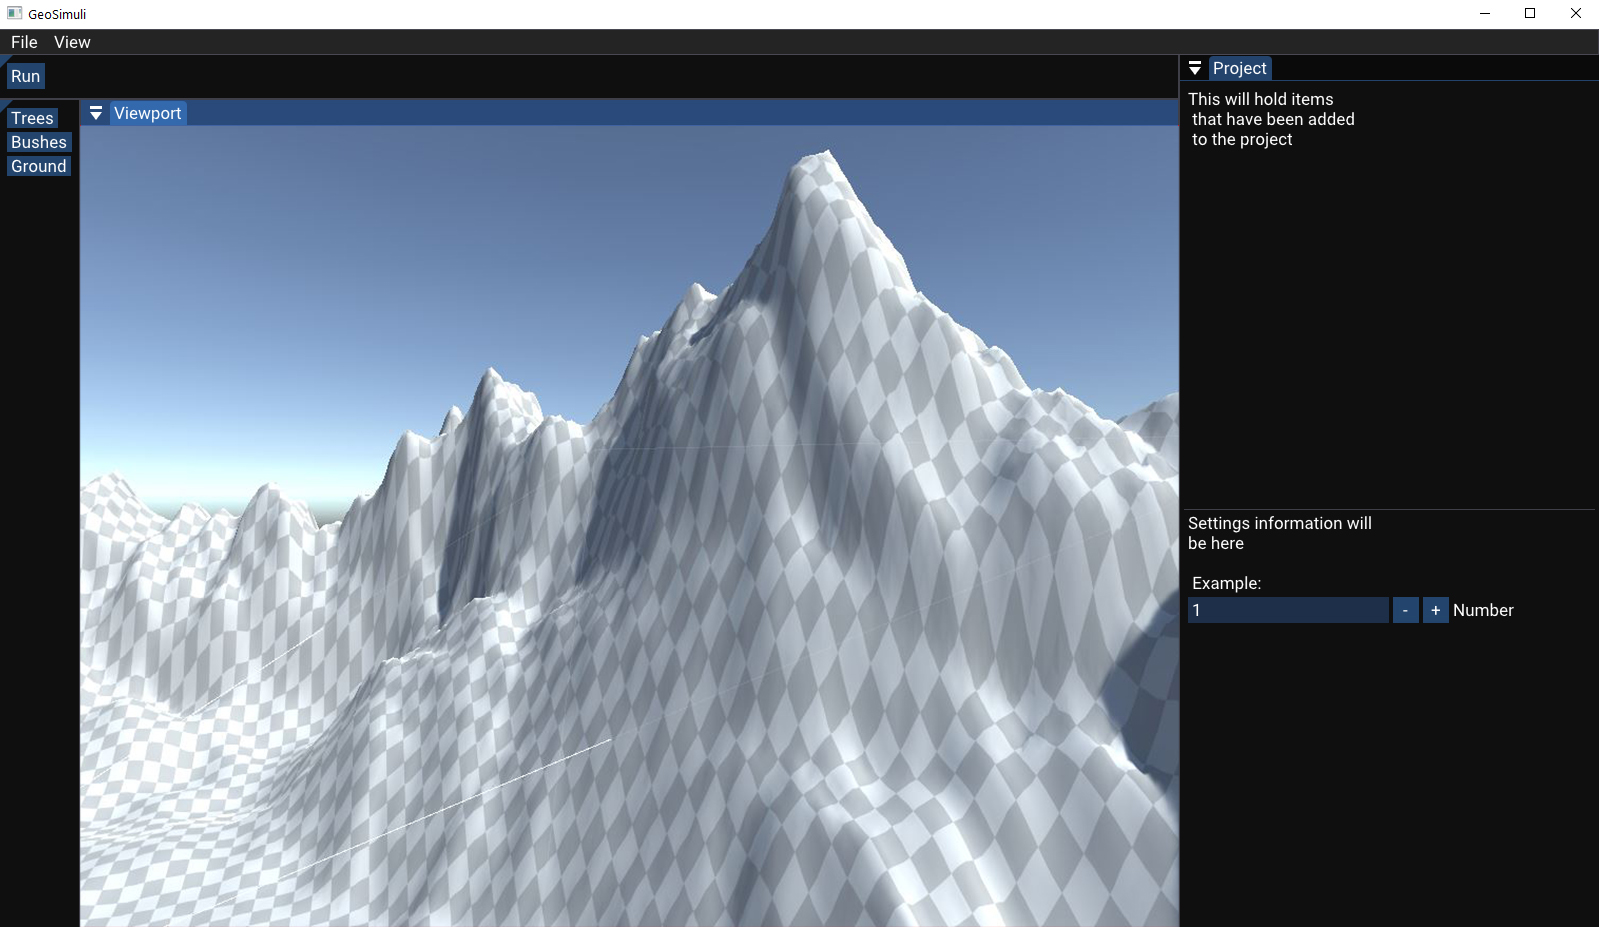 GeoSimuli
File View
Run
Trees
Bushes
Ground
Viewport
Project
This will hold items
that have been added
to the project
Settings information will
be here
Example:
1 - + Number